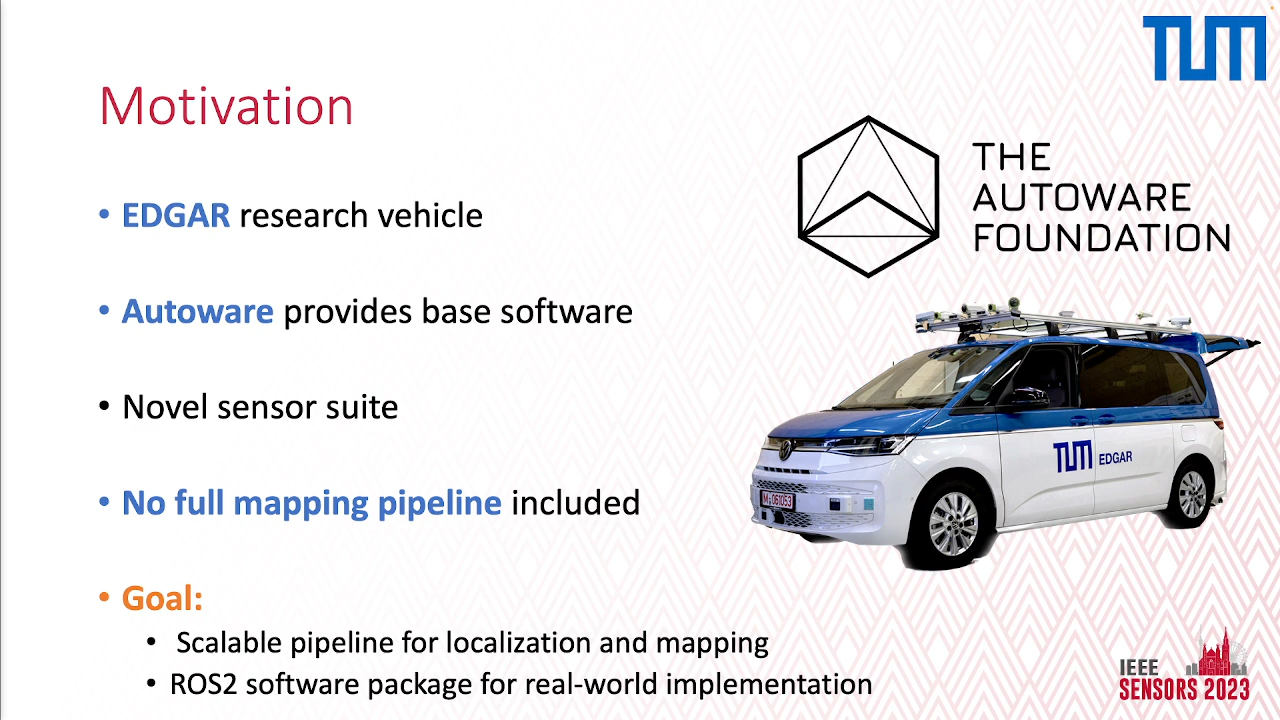 TUM
Motivation
THE
AUTOWARE
FOUNDATION
• EDGAR research vehicle
• Autoware provides base software
• Novel sensor suite
• No full mapping pipeline included
TUM EDGAR
• Goal:
• Scalable pipeline for localization and mapping
• ROS2 software package for real-world implementation
IEEE
SENSORS 2023